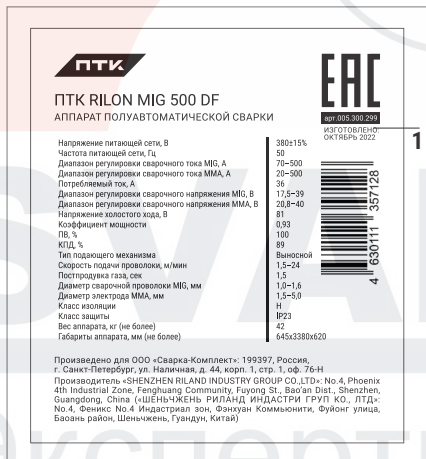 ПТК
EAC
ПТК RILON MIG 500 DF
АППАРАТ ПОЛУАВТОМАТИЧЕСКОЙ СВАРКИ
арт.005.300.299
ИЗГОТОВЛЕНО:
ОКТЯБРЬ 2022
1
Напряжение питающей сети, В 380±15%
Частота питающей сети, Гц 50
Диапазон регулировки сварочного тока MIG, А 70–500
Диапазон регулировки сварочного тока ММА, А 20–500
Потребляемый ток, А 36
Диапазон регулировки сварочного напряжения MIG, В 17,5–39
Диапазон регулировки сварочного напряжения ММА, В 20,8–40
Напряжение холостого хода, В 81
Коэффициент мощности 0,93
ПВ, % 100
КПД, % 89
Тип подающего механизма Выносной
Скорость подачи проволоки, м/мин 1,5–24
Постпродувка газа, сек 1,5
Диаметр сварочной проволоки MIG, мм 1,0–1,6
Диаметр электрода ММА, мм 1,5–5,0
Класс изоляции H
Класс защиты IP23
Вес аппарата, кг (не более) 42
Габариты аппарата, мм (не более) 645x3380x620
4 630111 357128
Произведено для ООО «Сварка-Комплект»: 199397, Россия,
г. Санкт-Петербург, ул. Наличная, д. 44, корп. 1, стр. 1, оф. 76-Н
Производитель «SHENZHEN RILAND INDUSTRY GROUP CO.,LTD»: No.4, Phoenix
4th Industrial Zone, Fenghuang Community, Fuyong St., Bao’an Dist., Shenzhen,
Guangdong, China («ШЕНЬЧЖЕНЬ РИЛАНД ИНДАСТРИ ГРУП КО., ЛТД»:
No.4, Феникс No.4 Индастриал зон, Фэнхуан Коммьюнити, Фуйонг улица,
Баоань район, Шеньчжень, Гуандун, Китай)